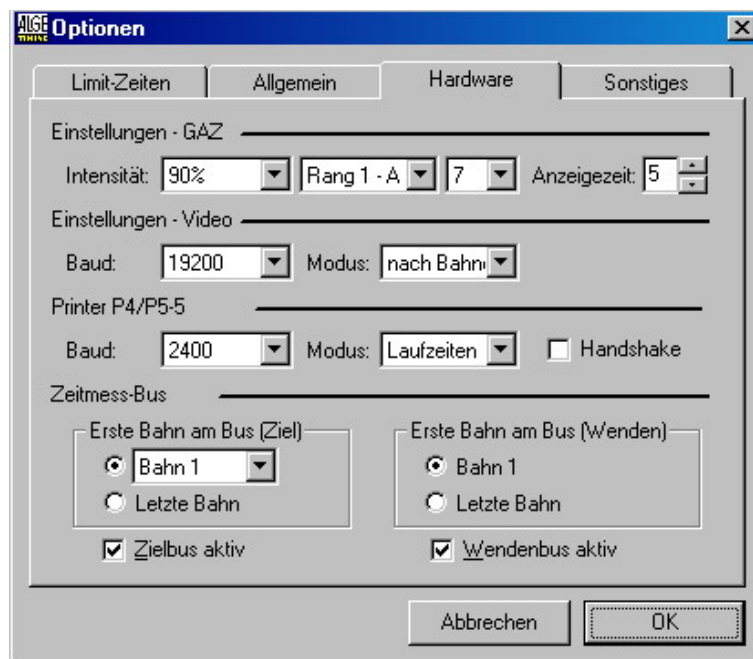 ALGE TIMING Optionen
Limit-Zeiten Allgemein Hardware Sonstiges
Einstellungen - GAZ
Intensität: 90% Rang 1 - A 7 Anzeigezeit: 5
Einstellungen - Video
Baud: 19200 Modus: nach Bahn
Printer P4/P5-5
Baud: 2400 Modus: Laufzeiten Handshake
Zeitmess-Bus
Erste Bahn am Bus (Ziel) Erste Bahn am Bus (Wenden)
Bahn 1 Bahn 1
Letzte Bahn Letzte Bahn
Zielbus aktiv Wendenbus aktiv
Abbrechen OK